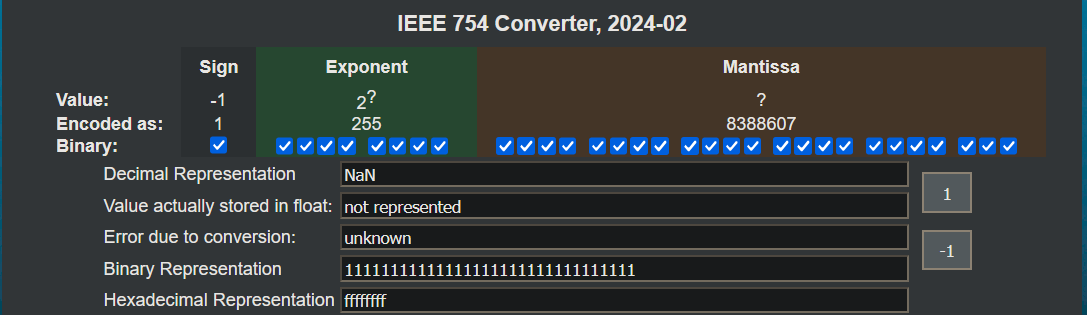 IEEE 754 Converter, 2024-02
Sign Exponent Mantissa
Value: -1 2? ?
Encoded as: 1 255 8388607
Binary:
Decimal Representation NaN
Value actually stored in float: not represented 1
Error due to conversion: unknown
-1
Binary Representation 11111111111111111111111111111111
Hexadecimal Representation ffffffff